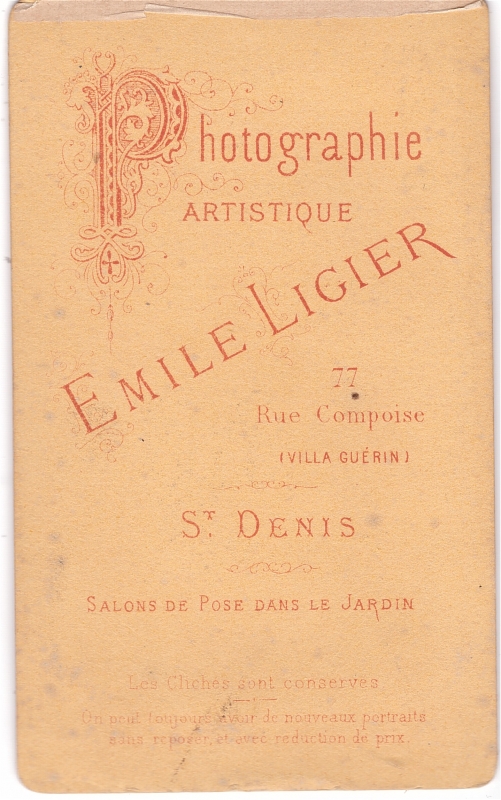 Photographie
ARTISTIQUE
EMILE LIGIER
77
Rue Compoise
(VILLA GUÉRIN)
ST DENIS
SALONS DE POSE DANS LE JARDIN
Les Clichés sont conservés
On peut toujours avoir de nouveaux portraits
sans reposer, et avec réduction de prix.